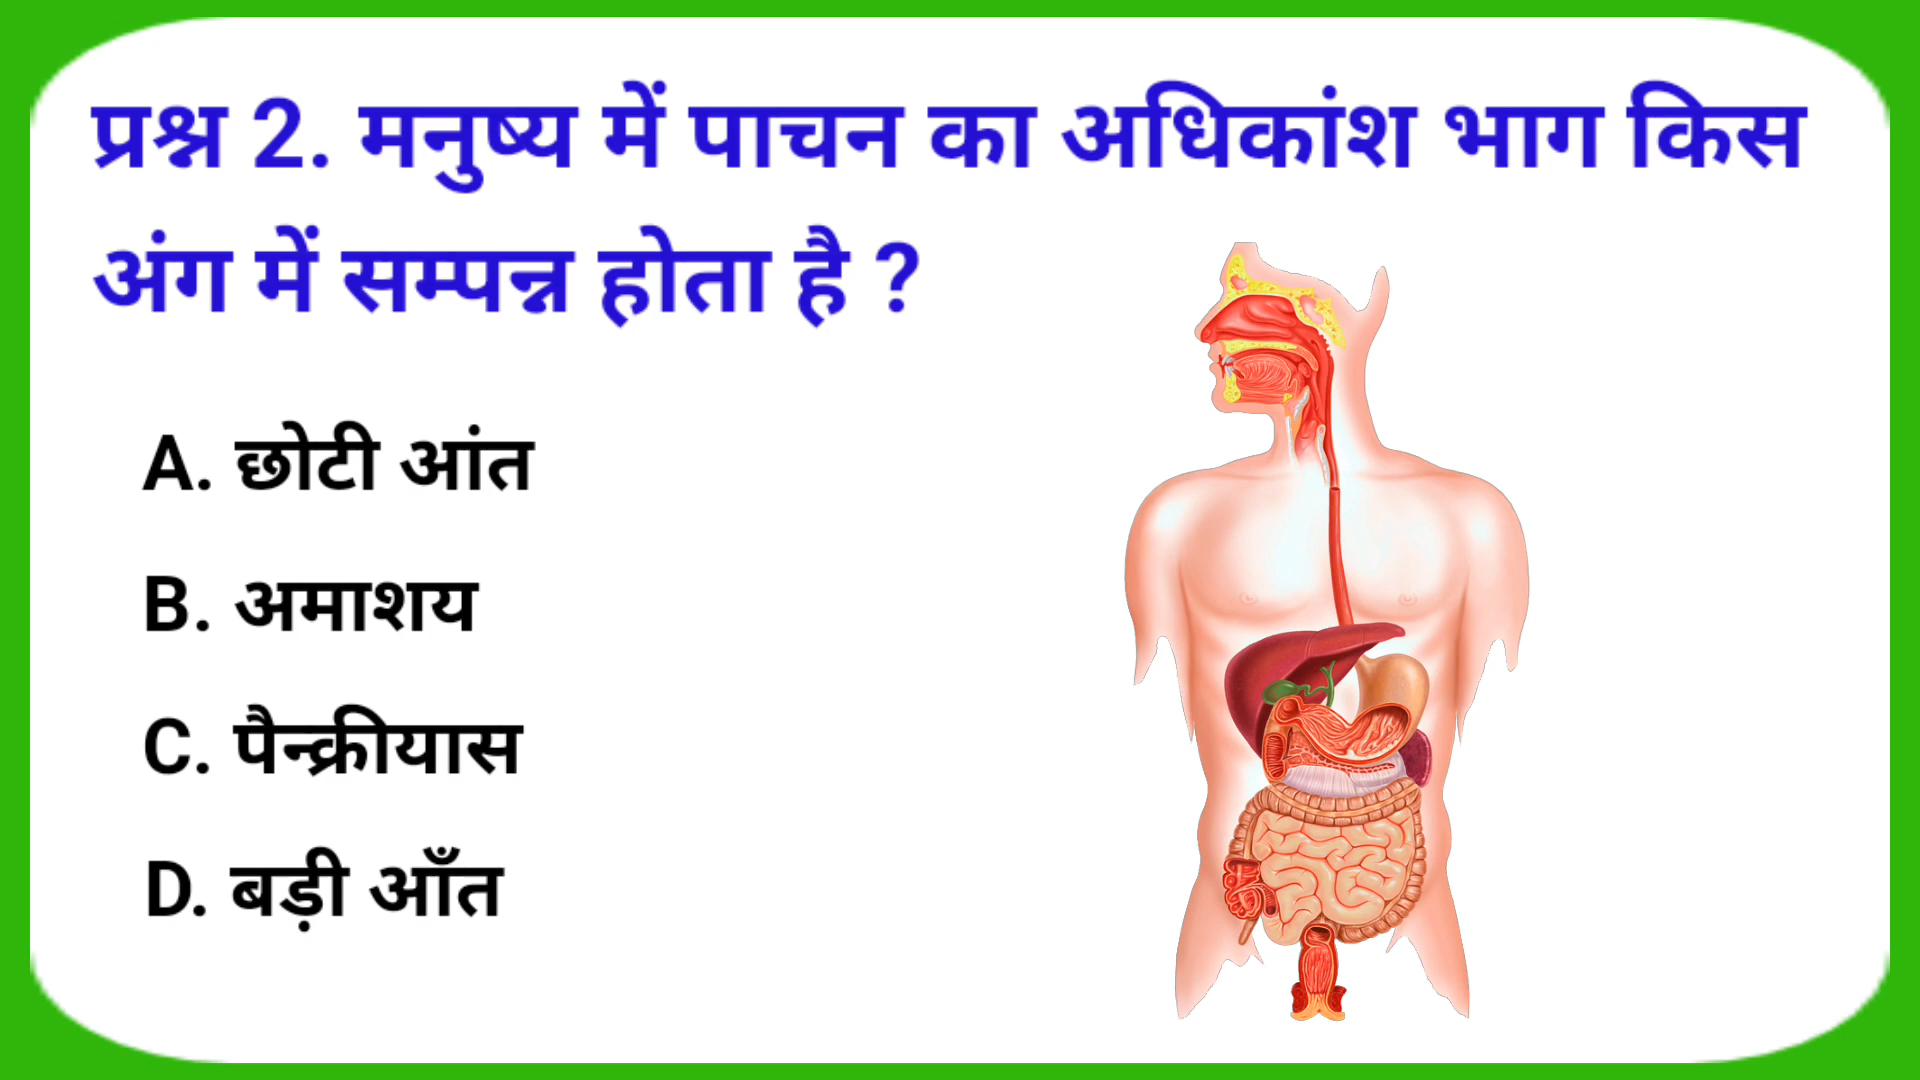 प्रश्न 2. मनुष्य में पाचन का अधिकांश भाग किस
अंग में सम्पन्न होता है ?
A. छोटी आंत
B. अमाशय
C. पैन्क्रीयास
D. बड़ी आँत